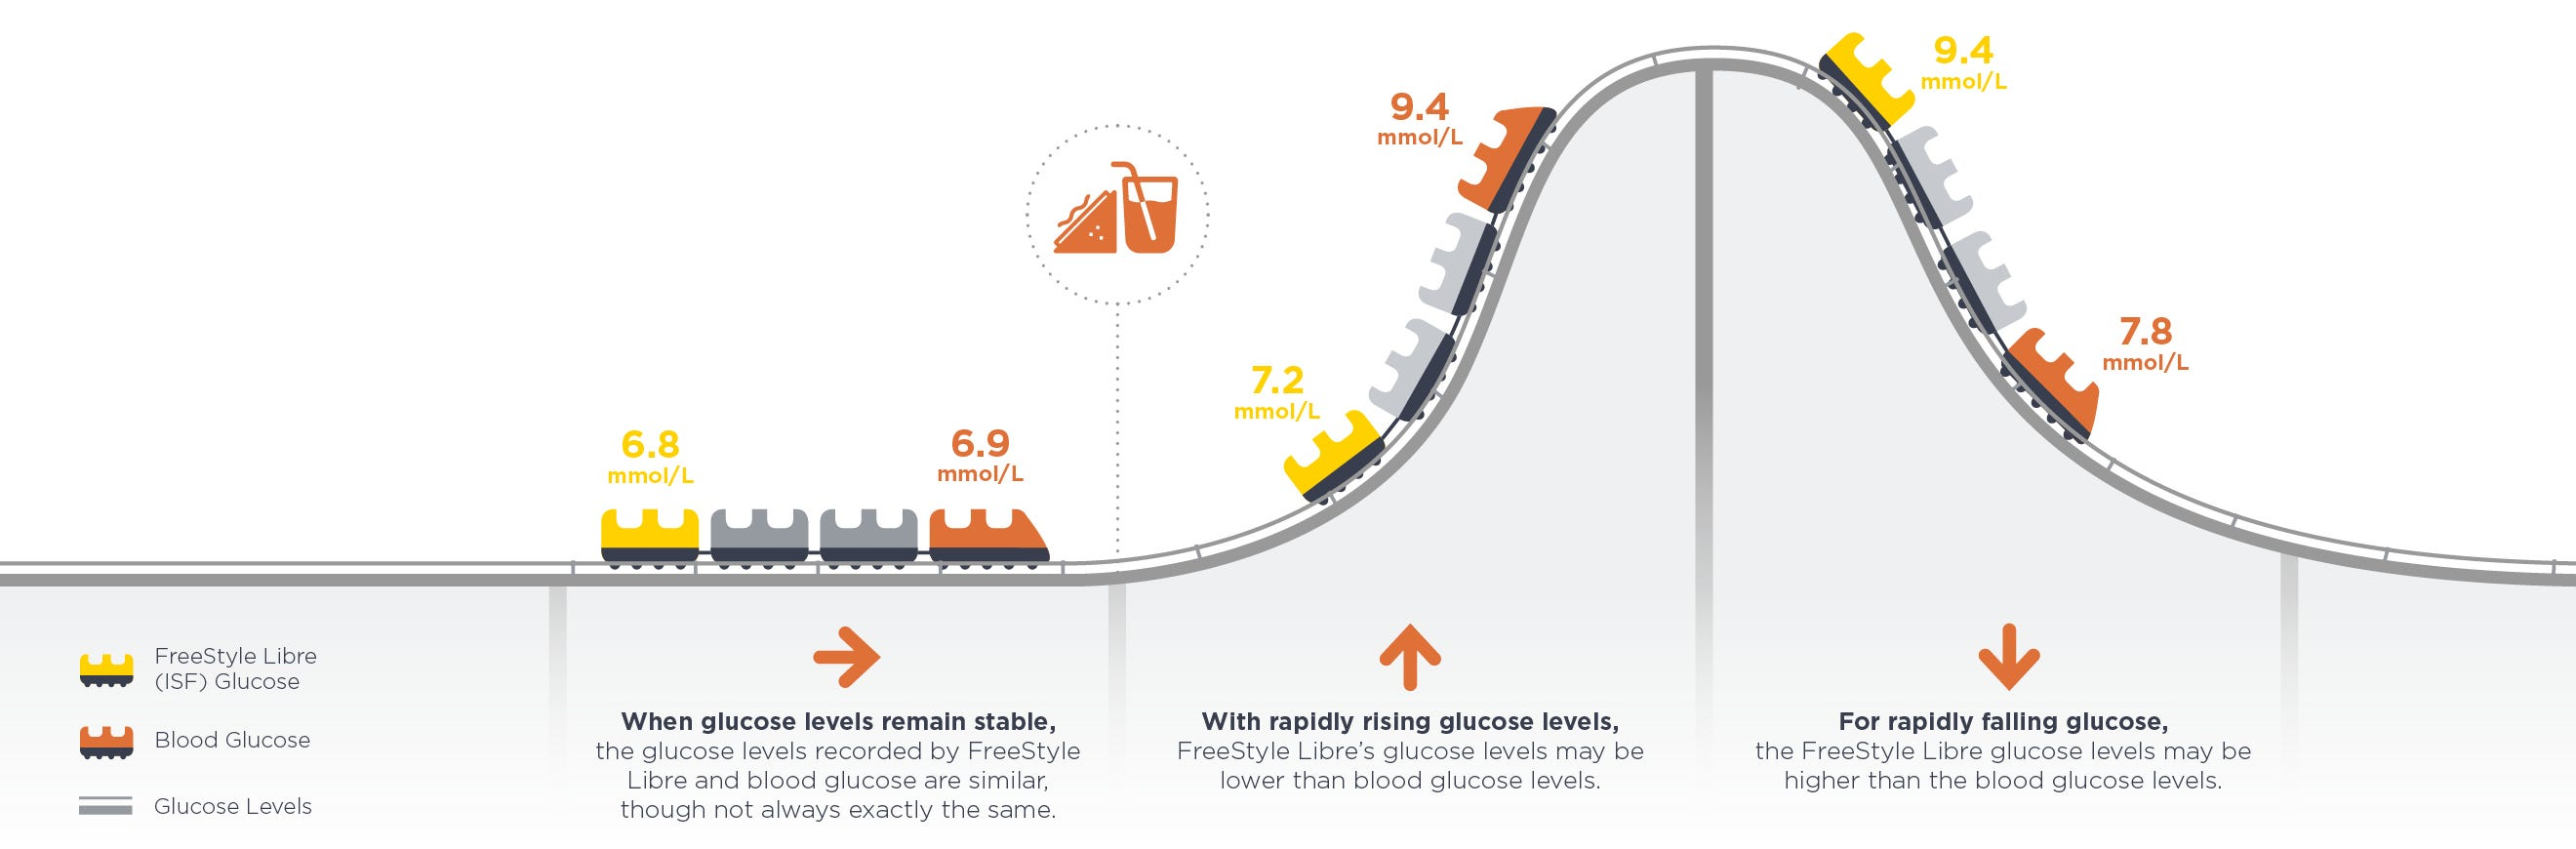 9.4
mmol/L
9.4
mmol/L
7.8
mmol/L
7.2
mmol/L
6.8
mmol/L
6.9
mmol/L
FreeStyle Libre
(ISF) Glucose
Blood Glucose
Glucose Levels
When glucose levels remain stable,
the glucose levels recorded by FreeStyle
Libre and blood glucose are similar,
though not always exactly the same.
With rapidly rising glucose levels,
FreeStyle Libre's glucose levels may be
lower than blood glucose levels.
For rapidly falling glucose,
the FreeStyle Libre glucose levels may be
higher than the blood glucose levels.